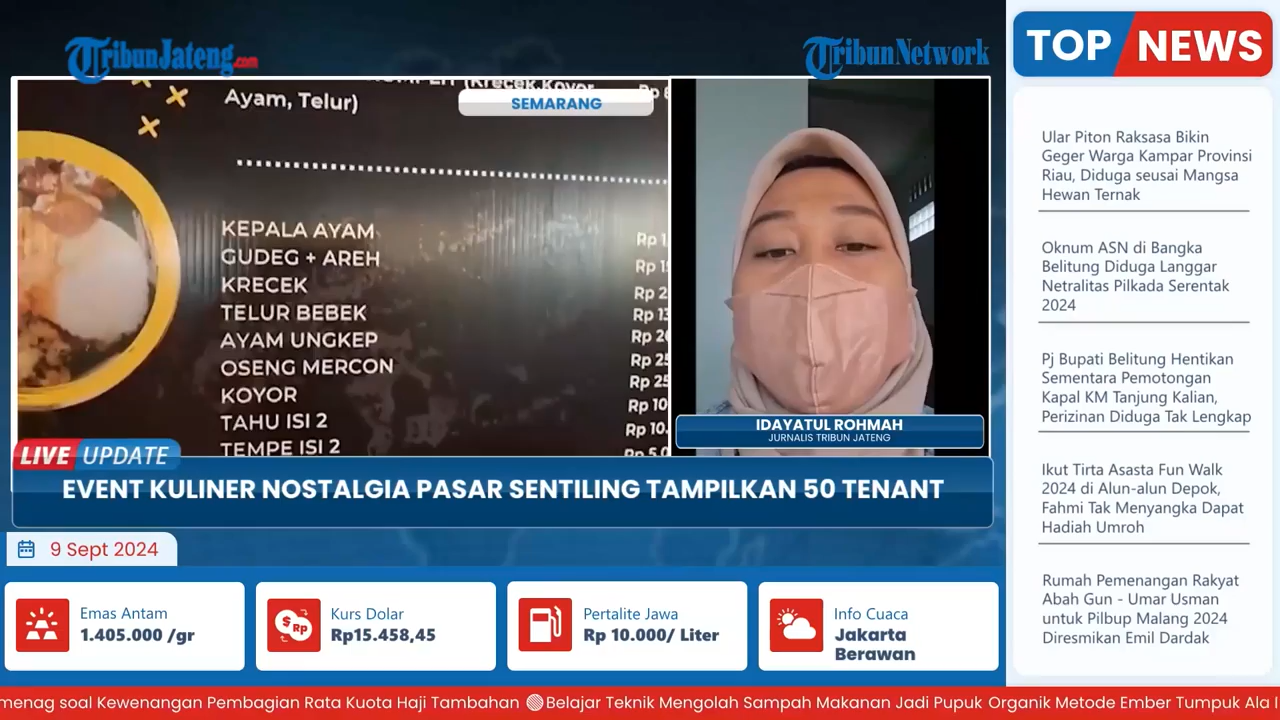 TribunJateng.com
TribunNetwork
TOP NEWS
(Krecek,Koyor
Ayam, Telur)
SEMARANG
KEPALA AYAM
GUDEG + AREH
KRECEK
TELUR BEBEK
AYAM UNGKEP
OSENG MERCON
KOYOR
TAHU ISI 2
TEMPE ISI 2
IDAYATUL ROHMAH
JURNALIS TRIBUN JATENG
LIVE UPDATE
EVENT KULINER NOSTALGIA PASAR SENTILING TAMPILKAN 50 TENANT
9 Sept 2024
Emas Antam
1.405.000 /gr
Kurs Dolar
Rp15.458,45
Pertalite Jawa
Rp 10.000/ Liter
Info Cuaca
Jakarta
Berawan
Ular Piton Raksasa Bikin
Geger Warga Kampar Provinsi
Riau, Diduga seusai Mangsa
Hewan Ternak
Oknum ASN di Bangka
Belitung Diduga Langgar
Netralitas Pilkada Serentak
2024
Pj Bupati Belitung Hentikan
Sementara Pemotongan
Kapal KM Tanjung Kalian,
Perizinan Diduga Tak Lengkap
Ikut Tirta Asasta Fun Walk
2024 di Alun-alun Depok,
Fahmi Tak Menyangka Dapat
Hadiah Umroh
Rumah Pemenangan Rakyat
Abah Gun - Umar Usman
untuk Pilbup Malang 2024
Diresmikan Emil Dardak
menag soal Kewenangan Pembagian Rata Kuota Haji Tambahan Belajar Teknik Mengolah Sampah Makanan Jadi Pupuk Organik Metode Ember Tumpuk Ala